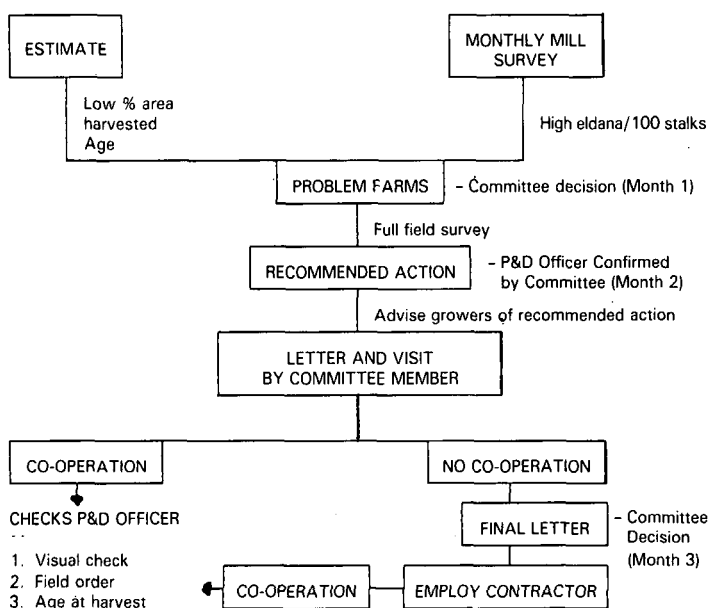 ESTIMATE
MONTHLY MILL
SURVEY
Low % area
harvested
Age
High eldana/100 stalks
PROBLEM FARMS
– Committee decision (Month 1)
Full field survey
RECOMMENDED ACTION
– P&D Officer Confirmed
by Committee (Month 2)
Advise growers of recommended action
LETTER AND VISIT
BY COMMITTEE MEMBER
CO-OPERATION
NO CO-OPERATION
CHECKS P&D OFFICER
FINAL LETTER
– Committee
Decision
(Month 3)
1. Visual check
2. Field order
3. Age at harvest
CO-OPERATION
EMPLOY CONTRACTOR